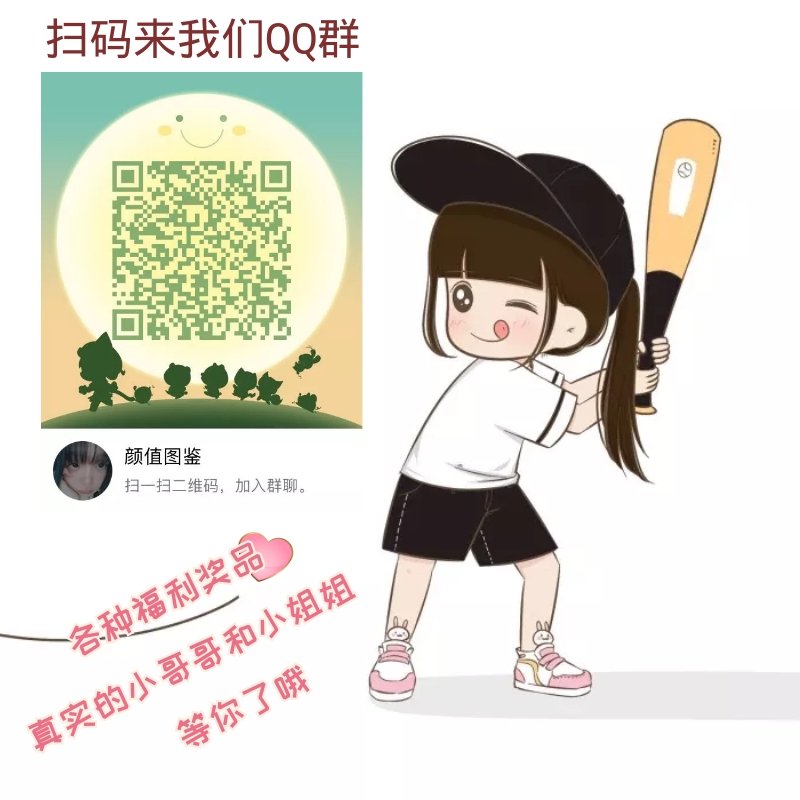 扫码来我们QQ群
颜值图鉴
扫一扫二维码，加入群聊。
各种福利奖品
真实的小哥哥和小姐姐
等你了哦